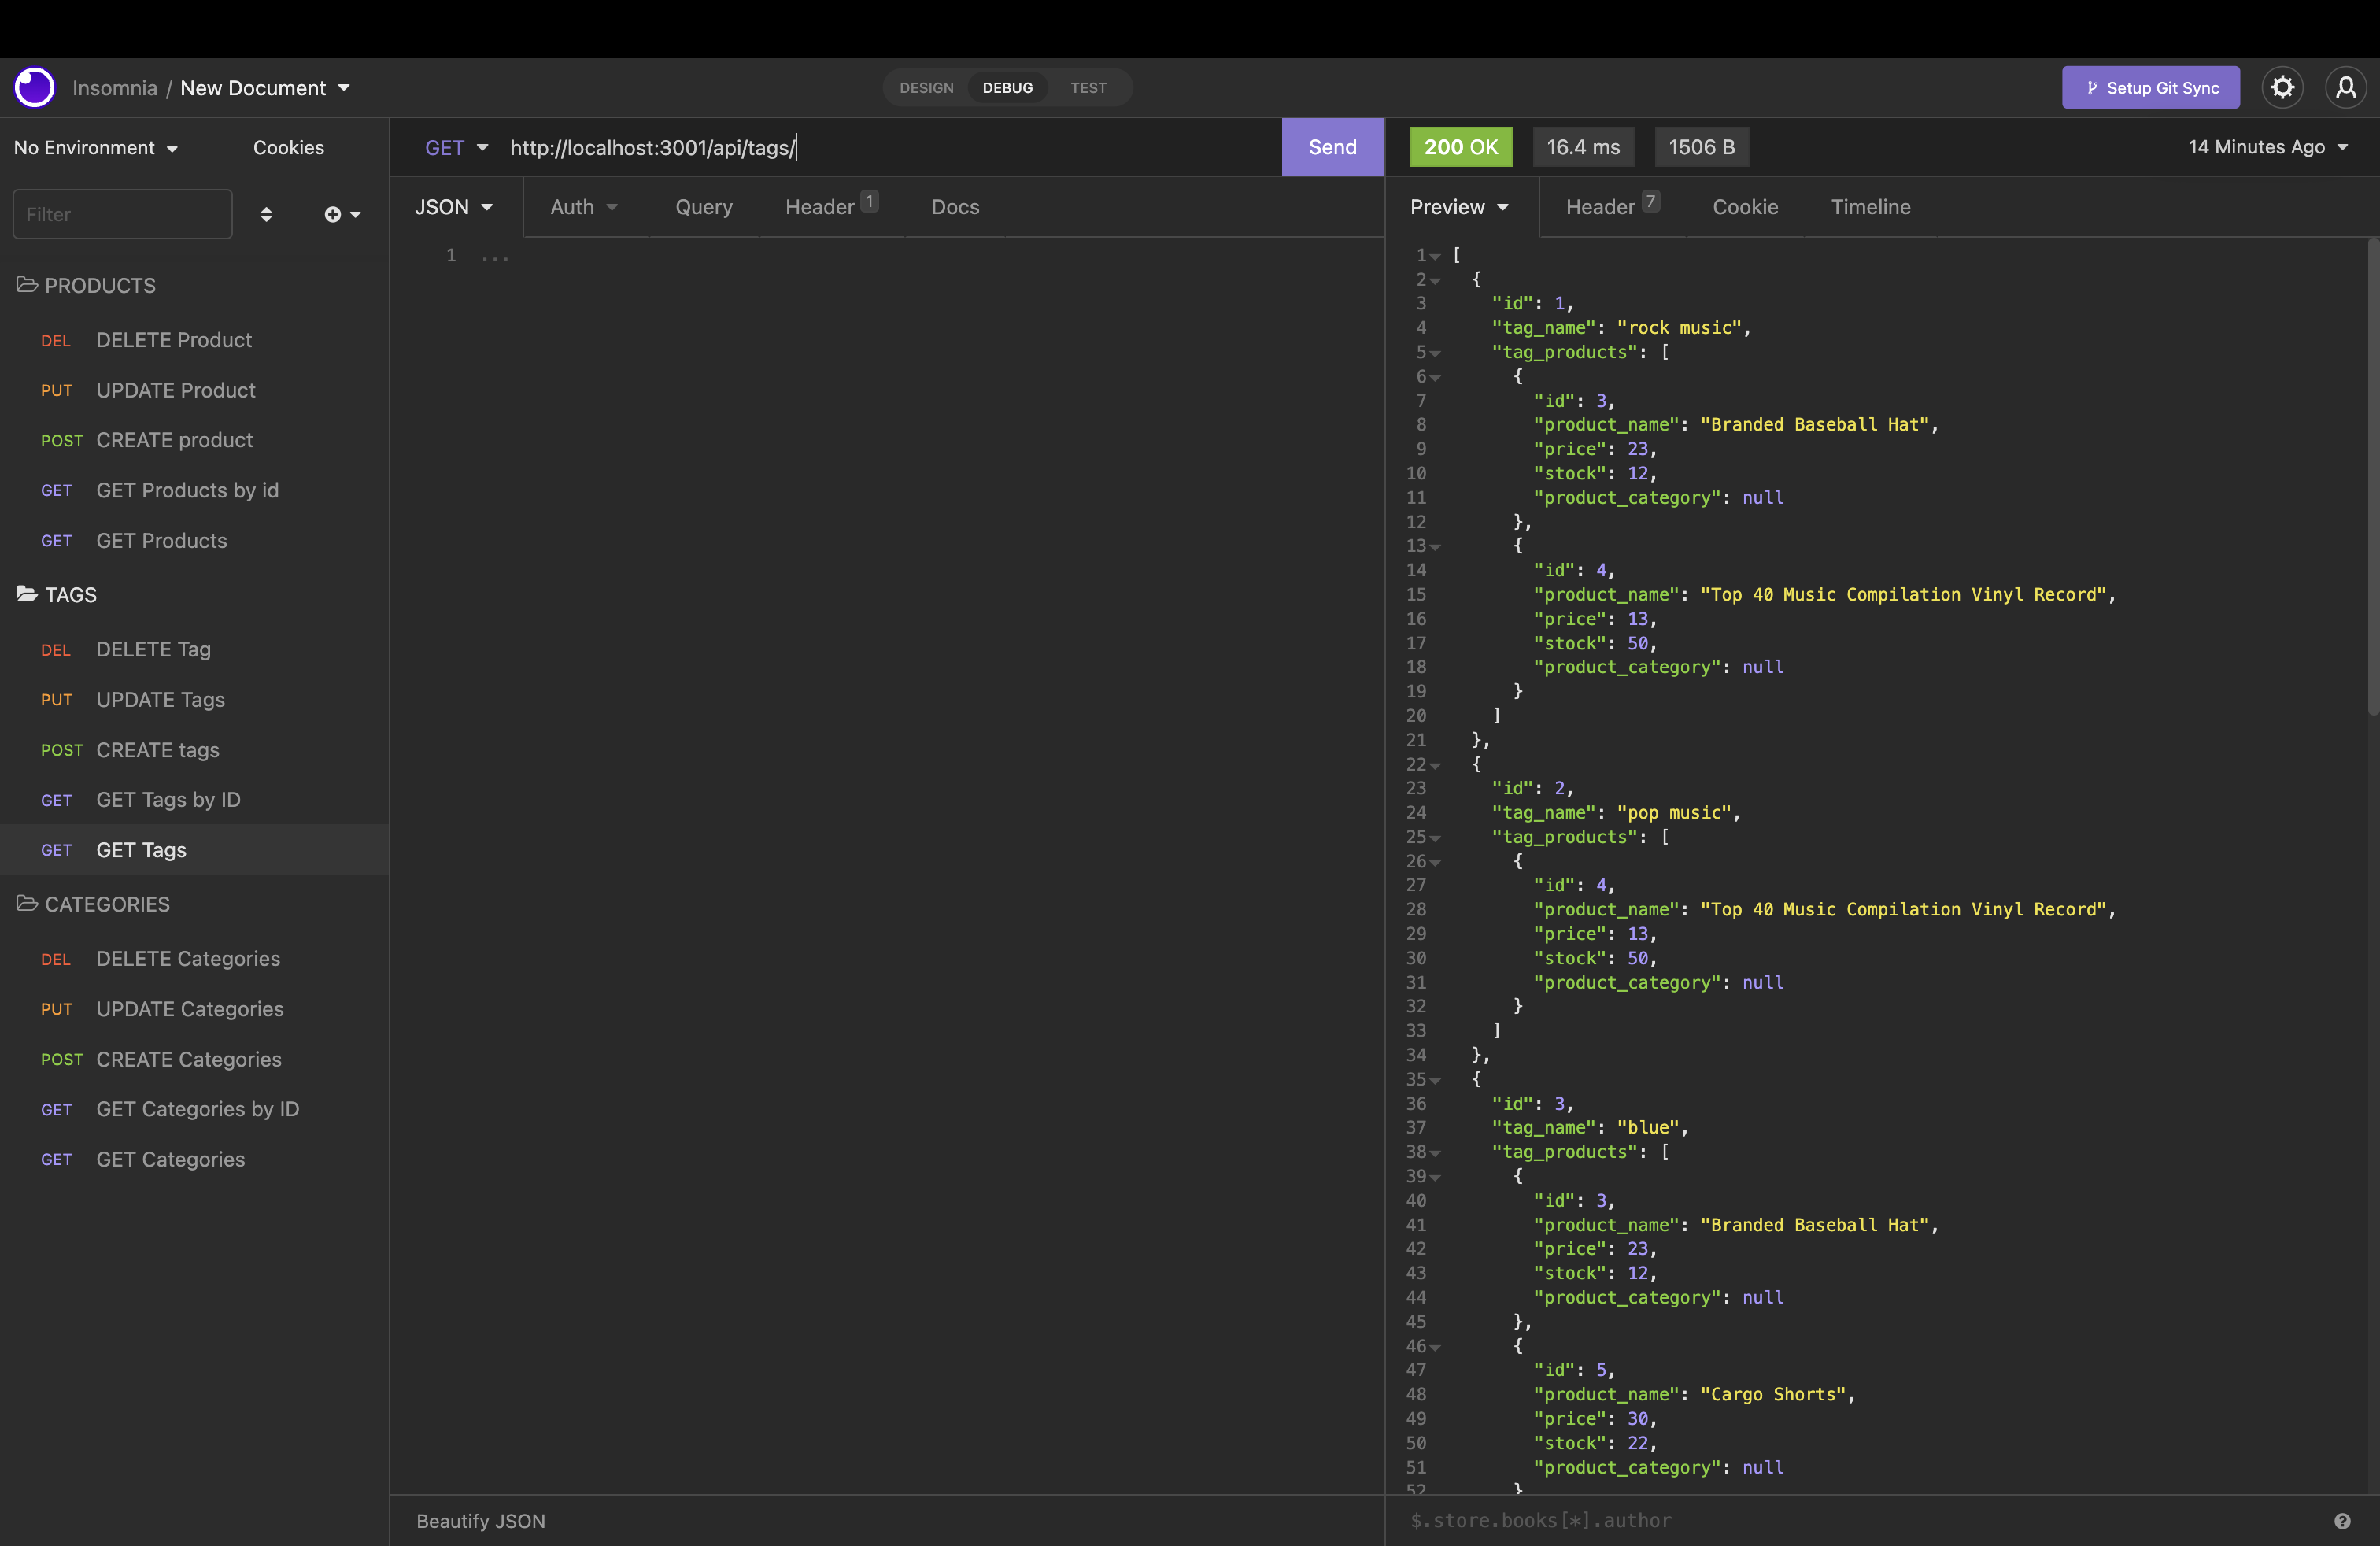 Insomnia / New Document
DESIGN DEBUG TEST
Setup Git Sync
No Environment Cookies
Filter
PRODUCTS
DEL DELETE Product
PUT UPDATE Product
POST CREATE product
GET GET Products by id
GET GET Products
TAGS
DEL DELETE Tag
PUT UPDATE Tags
POST CREATE tags
GET GET Tags by ID
GET GET Tags
CATEGORIES
DEL DELETE Categories
PUT UPDATE Categories
POST CREATE Categories
GET GET Categories by ID
GET GET Categories
GET http://localhost:3001/api/tags/ Send
JSON Auth Query Header 1 Docs
1 ...
Beautify JSON
200 OK 16.4 ms 1506 B 14 Minutes Ago
Preview Header 7 Cookie Timeline
1 [
2 {
3 "id": 1,
4 "tag_name": "rock music",
5 "tag_products": [
6 {
7 "id": 3,
8 "product_name": "Branded Baseball Hat",
9 "price": 23,
10 "stock": 12,
11 "product_category": null
12 },
13 {
14 "id": 4,
15 "product_name": "Top 40 Music Compilation Vinyl Record",
16 "price": 13,
17 "stock": 50,
18 "product_category": null
19 }
20 ]
21 },
22 {
23 "id": 2,
24 "tag_name": "pop music",
25 "tag_products": [
26 {
27 "id": 4,
28 "product_name": "Top 40 Music Compilation Vinyl Record",
29 "price": 13,
30 "stock": 50,
31 "product_category": null
32 }
33 ]
34 },
35 {
36 "id": 3,
37 "tag_name": "blue",
38 "tag_products": [
39 {
40 "id": 3,
41 "product_name": "Branded Baseball Hat",
42 "price": 23,
43 "stock": 12,
44 "product_category": null
45 },
46 {
47 "id": 5,
48 "product_name": "Cargo Shorts",
49 "price": 30,
50 "stock": 22,
51 "product_category": null
52 }
$.store.books[*].author